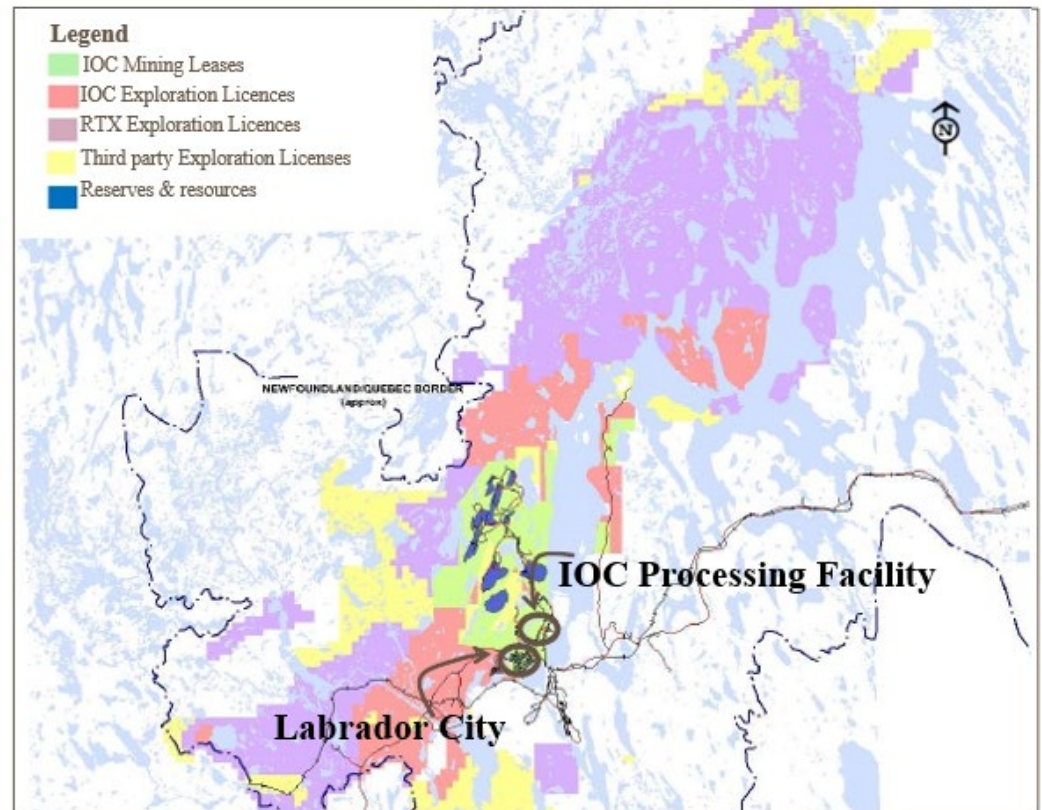 Legend
IOC Mining Leases
IOC Exploration Licences
RTX Exploration Licences
Third party Exploration Licenses
Reserves & resources
N
NEWFOUNDLAND/QUEBEC BORDER
(approx)
IOC Processing Facility
Labrador City